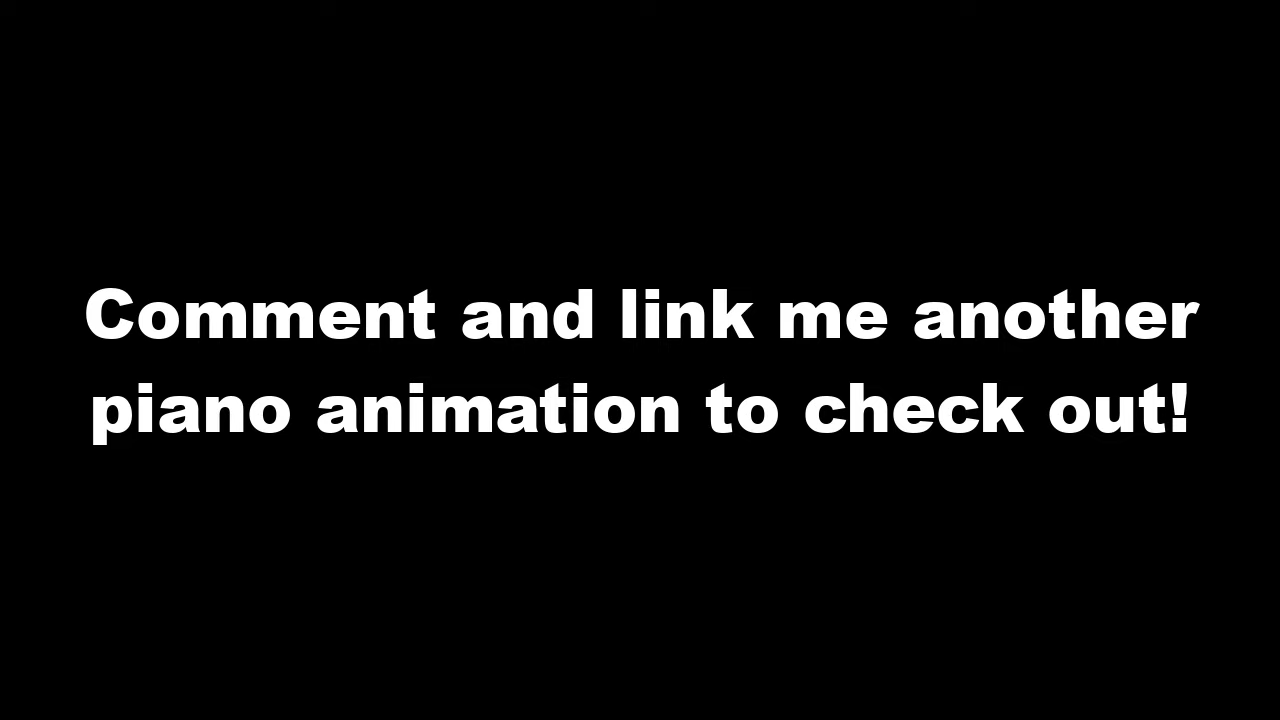 Comment and link me another
piano animation to check out!